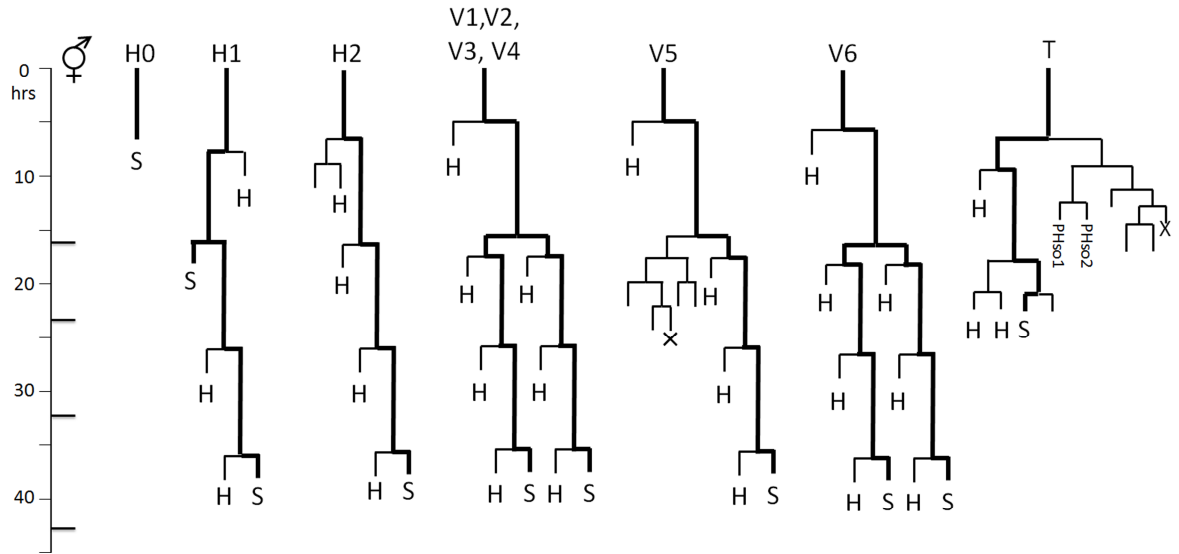 V1,V2,
H0 H1 H2 V3, V4 V5 V6 T
0
hrs
S
H H H H
10
H
H
H
PHso1 PHso2 X
20
S H H H H H H
H H S
X
30
H H H H H H H
40
H S H S H S H S H S H S H S